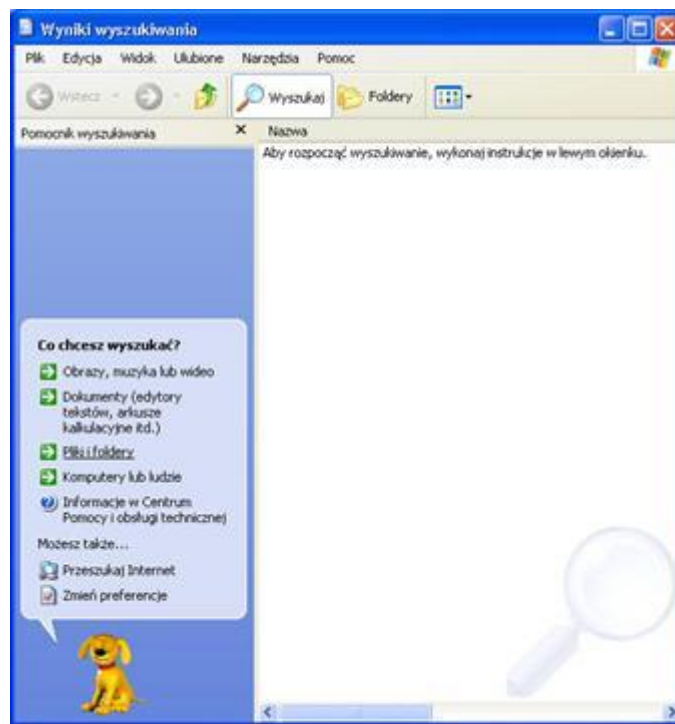 Wyniki wyszukiwania
Plik Edycja Widok Ulubione Narzędzia Pomoc
Wstecz Wyszukaj Foldery
Pomocnik wyszukiwania
Nazwa
Aby rozpocząć wyszukiwanie, wykonaj instrukcje w lewym okienku.
Co chcesz wyszukać?
Obrazy, muzyka lub wideo
Dokumenty (edytory
tekstów, arkusze
kalkulacyjne itd.)
Pliki i foldery
Komputery lub ludzie
Informacje w Centrum
Pomocy i obsługi technicznej
Możesz także...
Przeszukaj Internet
Zmień preferencje